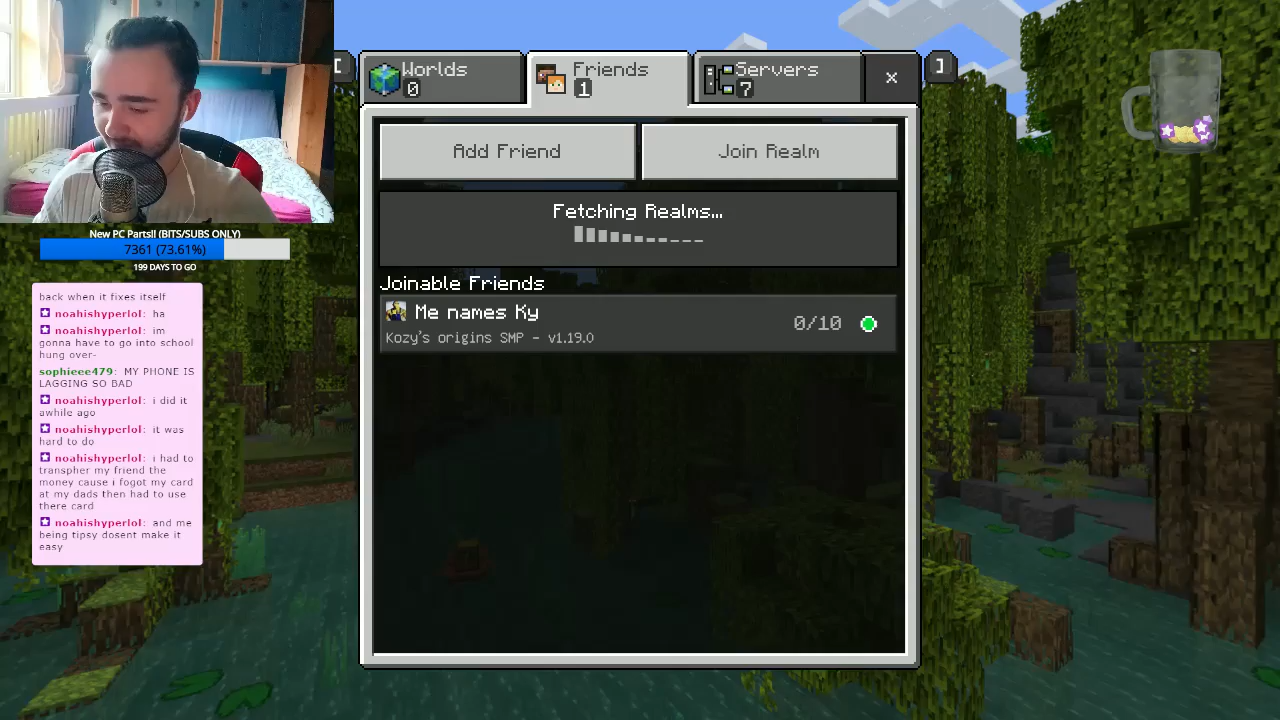 Worlds
0
Friends
1
Servers
7
Add Friend
Join Realm
Fetching Realms...
Joinable Friends
Me names Ky
Kozy's origins SMP - v1.19.0
0/10
New PC Parts!! (BITS/SUBS ONLY)
7361 (73.61%)
199 DAYS TO GO
back when it fixes itself
noahishyperlol: ha
noahishyperlol: im
gonna have to go into school
hung over-
sophieee479: MY PHONE IS
LAGGING SO BAD
noahishyperlol: i did it
awhile ago
noahishyperlol: it was
hard to do
noahishyperlol: i had to
transpher my friend the
money cause i fogot my card
at my dads then had to use
there card
noahishyperlol: and me
being tipsy dosent make it
easy